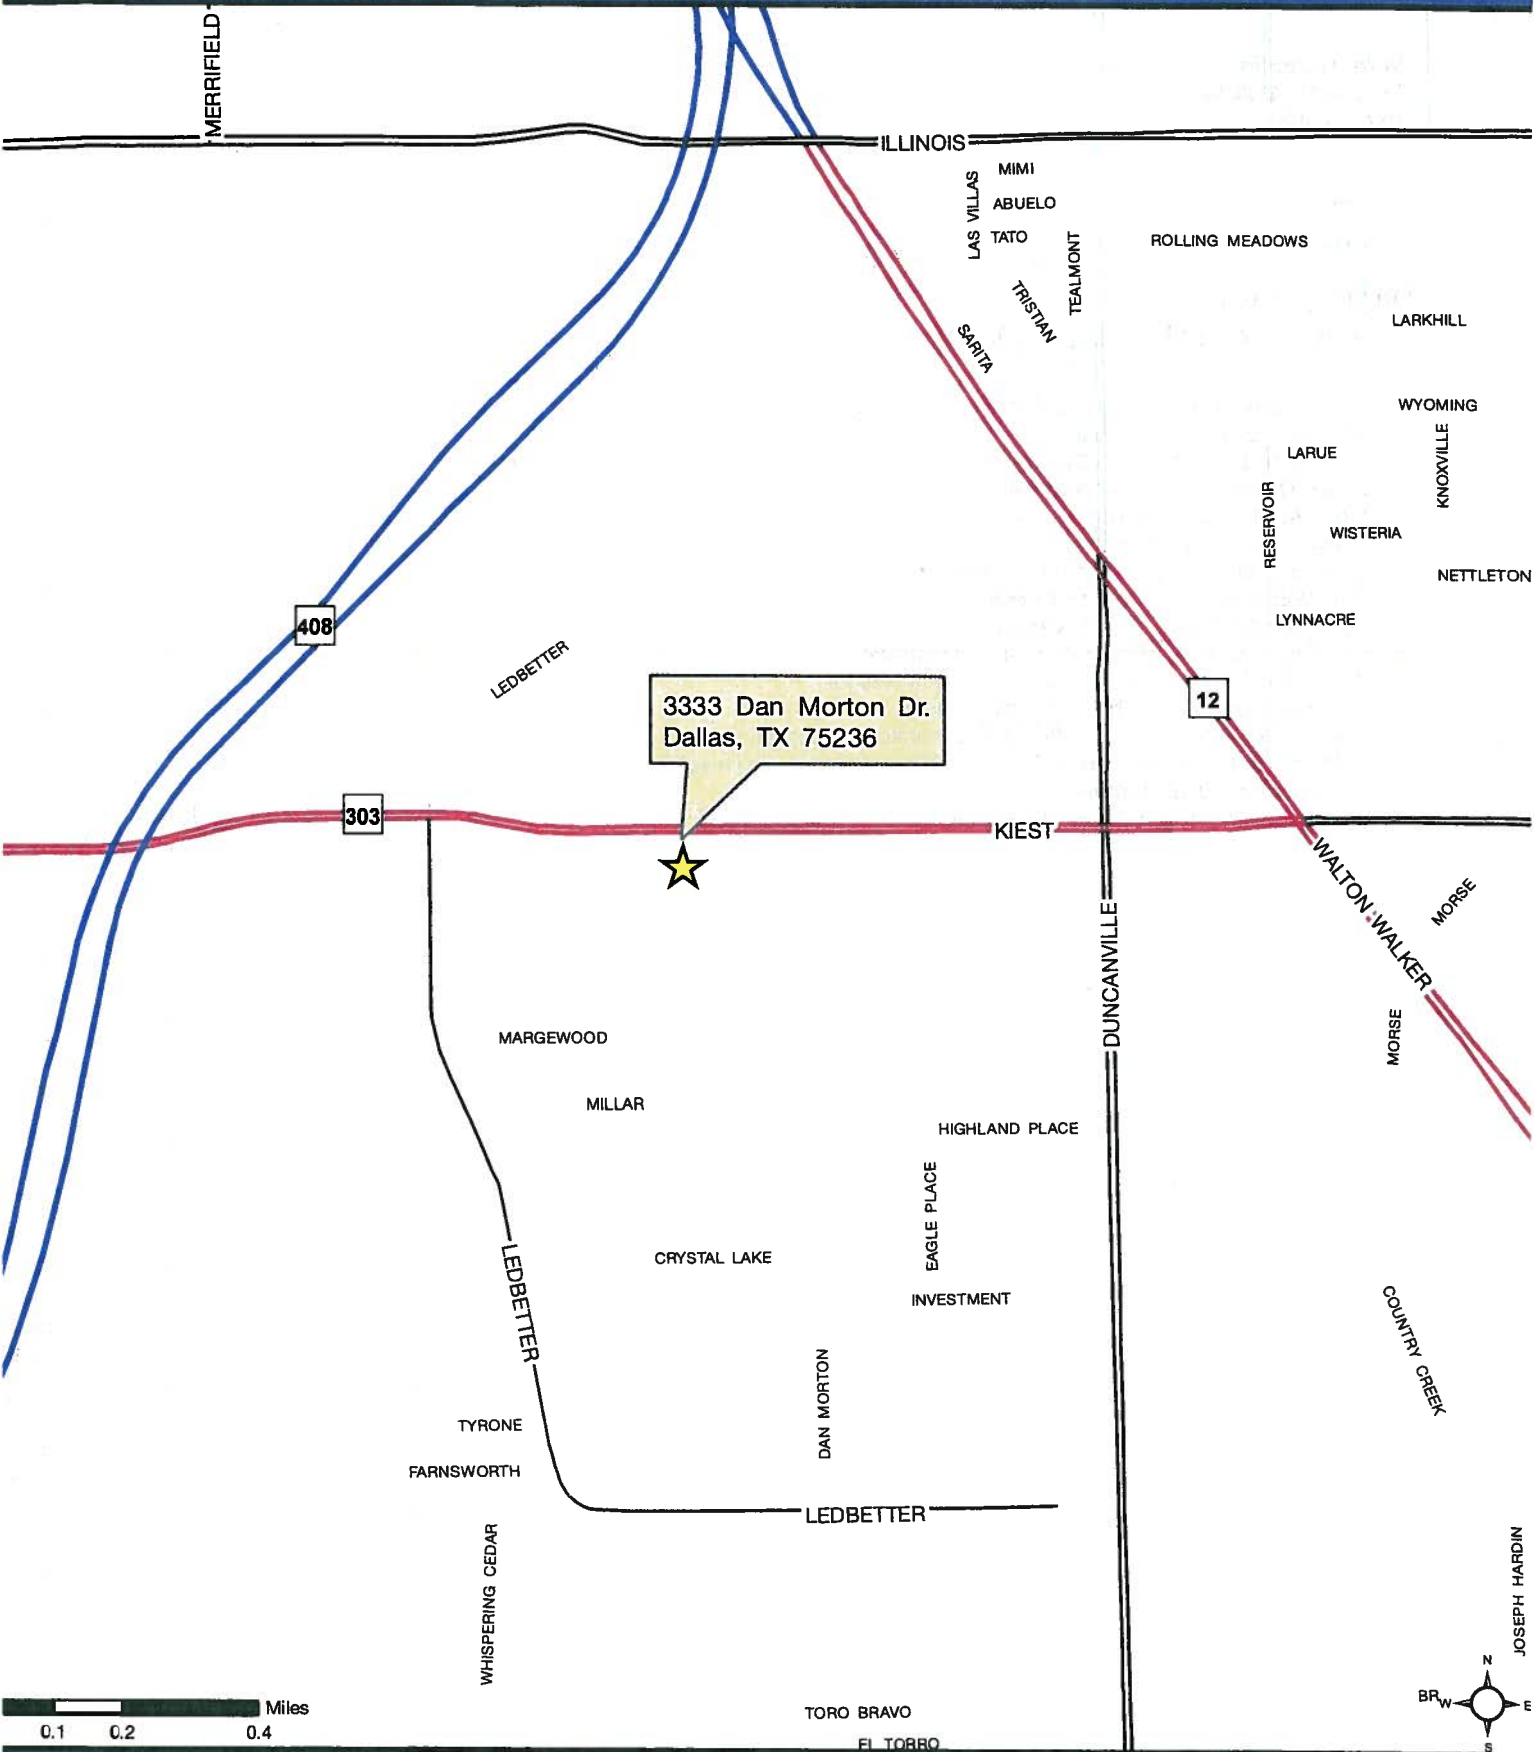 MERRIFIELD
ILLINOIS
MIMI
LAS VILLAS
ABUELO
TATO
TEALMONT
ROLLING MEADOWS
TRISTIAN
SARITA
LARKHILL
WYOMING
KNOXVILLE
LARUE
RESERVOIR
WISTERIA
NETTLETON
LYNNACRE
408
LEDBETTER
3333 Dan Morton Dr.
Dallas, TX 75236
12
303
KIEST
WALTON WALKER
MORSE
DUNCANVILLE
MORSE
MARGEWOOD
MILLAR
HIGHLAND PLACE
EAGLE PLACE
CRYSTAL LAKE
LEDBETTER
INVESTMENT
COUNTRY CREEK
DAN MORTON
TYRONE
FARNSWORTH
LEDBETTER
WHISPERING CEDAR
JOSEPH HARDIN
N
BR
W
E
S
Miles
0.1 0.2 0.4
TORO BRAVO
EL TORRO